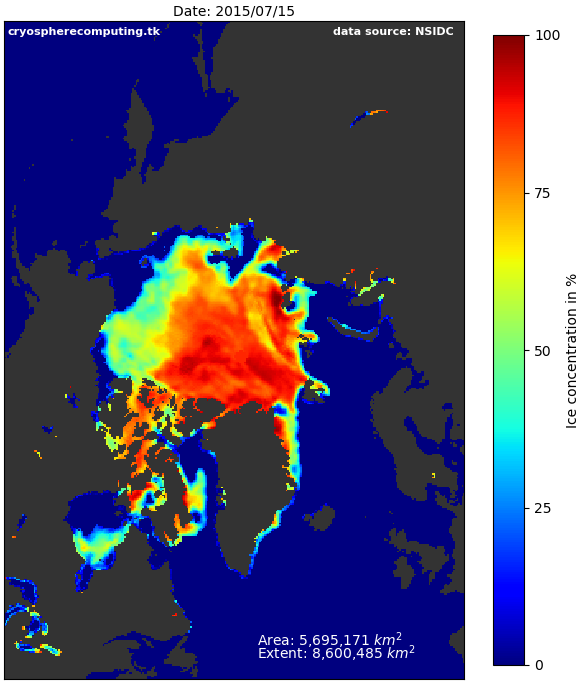 Date: 2015/07/15
cryospherecomputing.tk data source: NSIDC
100
75
50
25
0
Ice concentration in %
Area: 5,695,171 km²
Extent: 8,600,485 km²